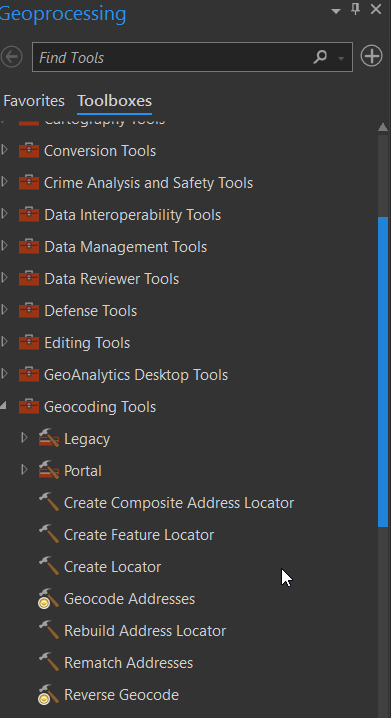 Geoprocessing
Find Tools
Favorites Toolboxes
Cartography Tools
Conversion Tools
Crime Analysis and Safety Tools
Data Interoperability Tools
Data Management Tools
Data Reviewer Tools
Defense Tools
Editing Tools
GeoAnalytics Desktop Tools
Geocoding Tools
Legacy
Portal
Create Composite Address Locator
Create Feature Locator
Create Locator
Geocode Addresses
Rebuild Address Locator
Rematch Addresses
Reverse Geocode